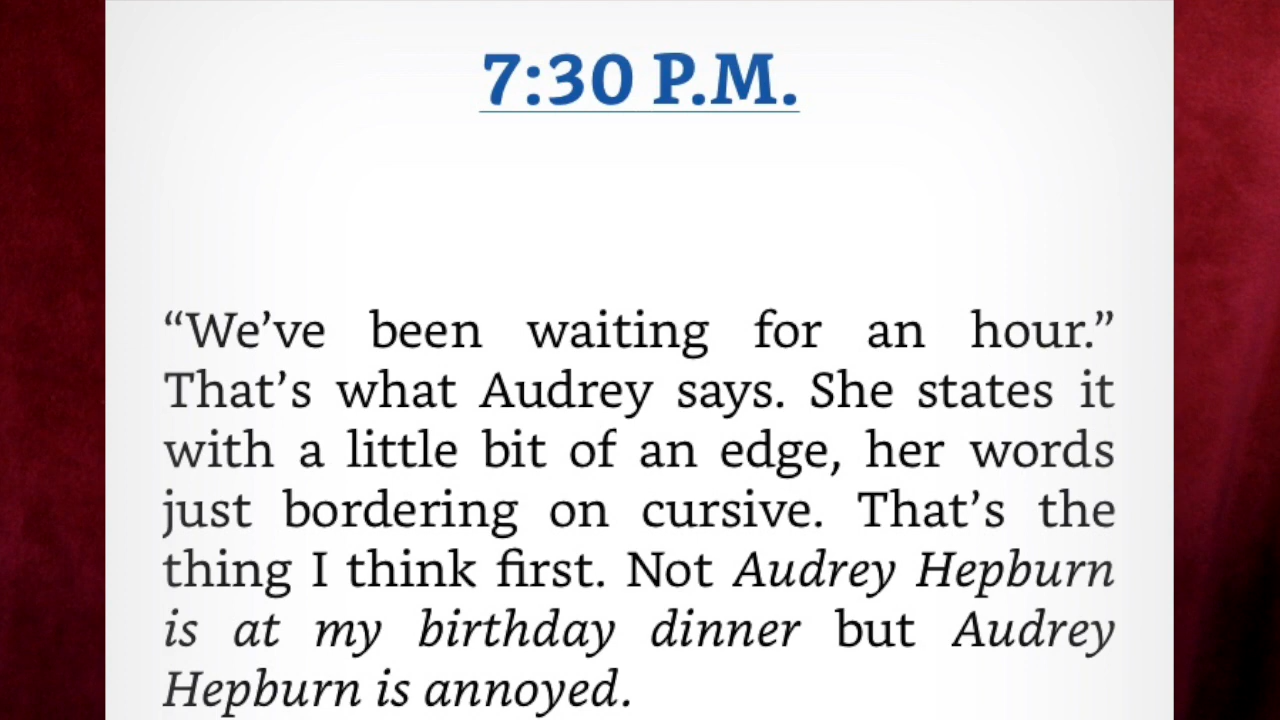 7:30 P.M.
“We’ve been waiting for an hour.”
That’s what Audrey says. She states it
with a little bit of an edge, her words
just bordering on cursive. That’s the
thing I think first. Not Audrey Hepburn
is at my birthday dinner but Audrey
Hepburn is annoyed.